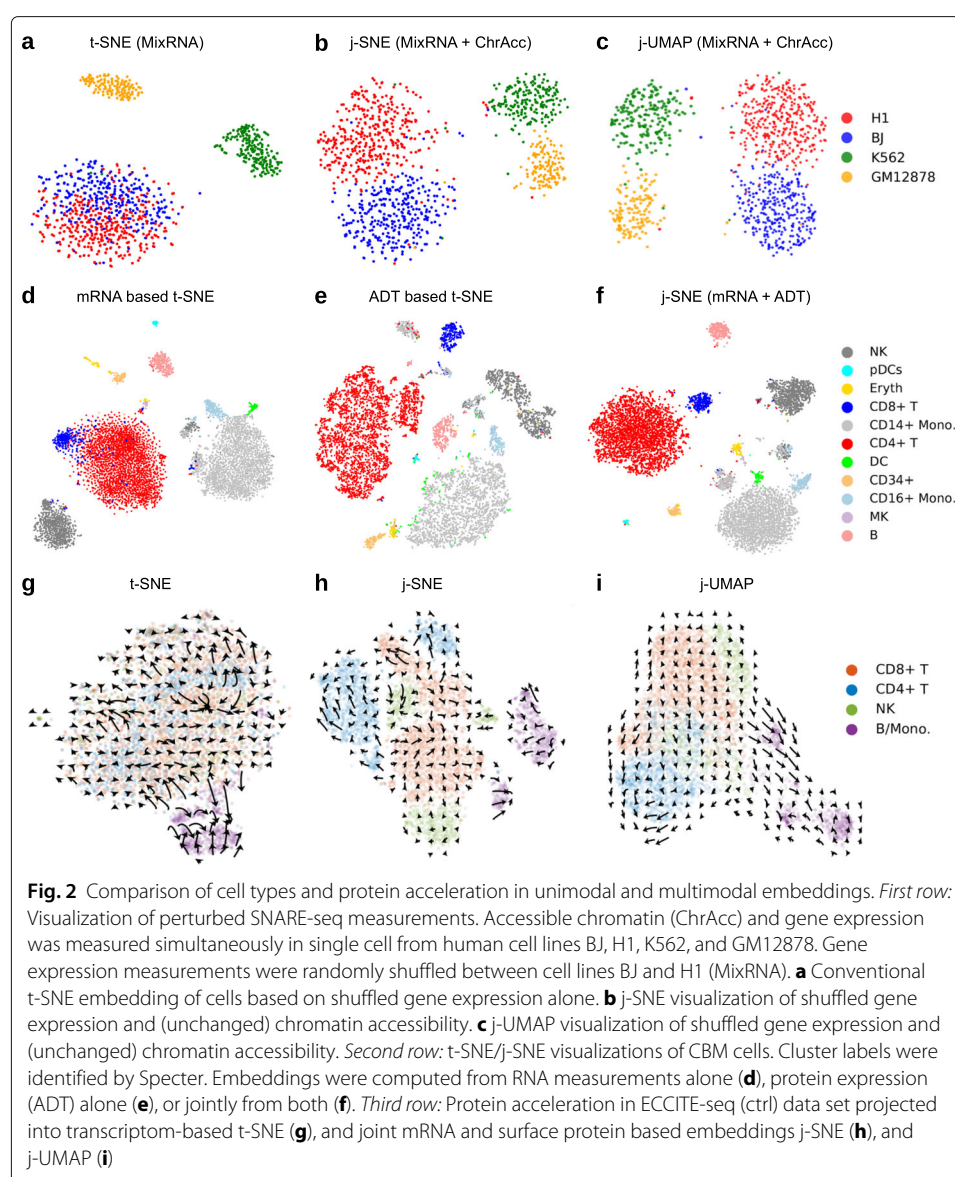 a t-SNE (MixRNA)
b j-SNE (MixRNA + ChrAcc)
c j-UMAP (MixRNA + ChrAcc)
H1
BJ
K562
GM12878
d mRNA based t-SNE
e ADT based t-SNE
f j-SNE (mRNA + ADT)
NK
pDCs
Eryth
CD8+ T
CD14+ Mono.
CD4+ T
DC
CD34+
CD16+ Mono.
MK
B
g t-SNE
h j-SNE
i j-UMAP
CD8+ T
CD4+ T
NK
B/Mono.
Fig. 2 Comparison of cell types and protein acceleration in unimodal and multimodal embeddings. First row:
Visualization of perturbed SNARE-seq measurements. Accessible chromatin (ChrAcc) and gene expression
was measured simultaneously in single cell from human cell lines BJ, H1, K562, and GM12878. Gene
expression measurements were randomly shuffled between cell lines BJ and H1 (MixRNA). a Conventional
t-SNE embedding of cells based on shuffled gene expression alone. b j-SNE visualization of shuffled gene
expression and (unchanged) chromatin accessibility. c j-UMAP visualization of shuffled gene expression and
(unchanged) chromatin accessibility. Second row: t-SNE/j-SNE visualizations of CBM cells. Cluster labels were
identified by Specter. Embeddings were computed from RNA measurements alone (d), protein expression
(ADT) alone (e), or jointly from both (f). Third row: Protein acceleration in ECCITE-seq (ctrl) data set projected
into transcriptom-based t-SNE (g), and joint mRNA and surface protein based embeddings j-SNE (h), and
j-UMAP (i)